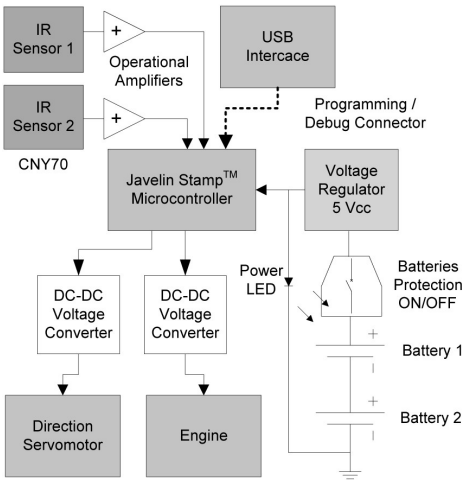 IR
Sensor 1
+
Operational
Amplifiers
USB
Intercace
IR
Sensor 2
+
CNY70
Programming /
Debug Connector
Javelin Stamp™
Microcontroller
Voltage
Regulator
5 Vcc
Power
LED
Batteries
Protection
ON/OFF
DC-DC
Voltage
Converter
DC-DC
Voltage
Converter
+
Battery 1
-
+
Battery 2
-
Direction
Servomotor
Engine